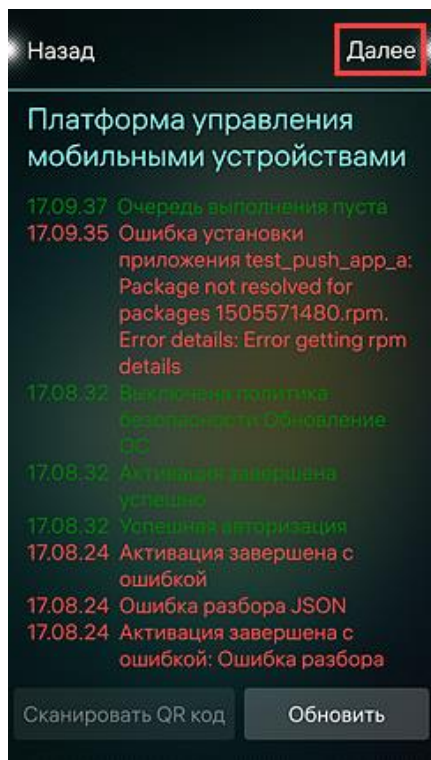 Назад
Далее
Платформа управления
мобильными устройствами
17.09.37 Очередь выполнения пуста
17.09.35 Ошибка установки
приложения test_push_app_a:
Package not
resolved for
packages 1505571480.rpm.
Error details: Error getting rpm
details
17.08.32 Выключена политика
безопасности Обновление
ОС
17.08.32 Активация завершена
успешно
17.08.32 Успешная авторизация
17.08.24 Активация завершена с
ошибкой
17.08.24 Ошибка разбора JSON
17.08.24 Активация завершена с
ошибкой: Ошибка разбора
Сканировать QR код
Обновить